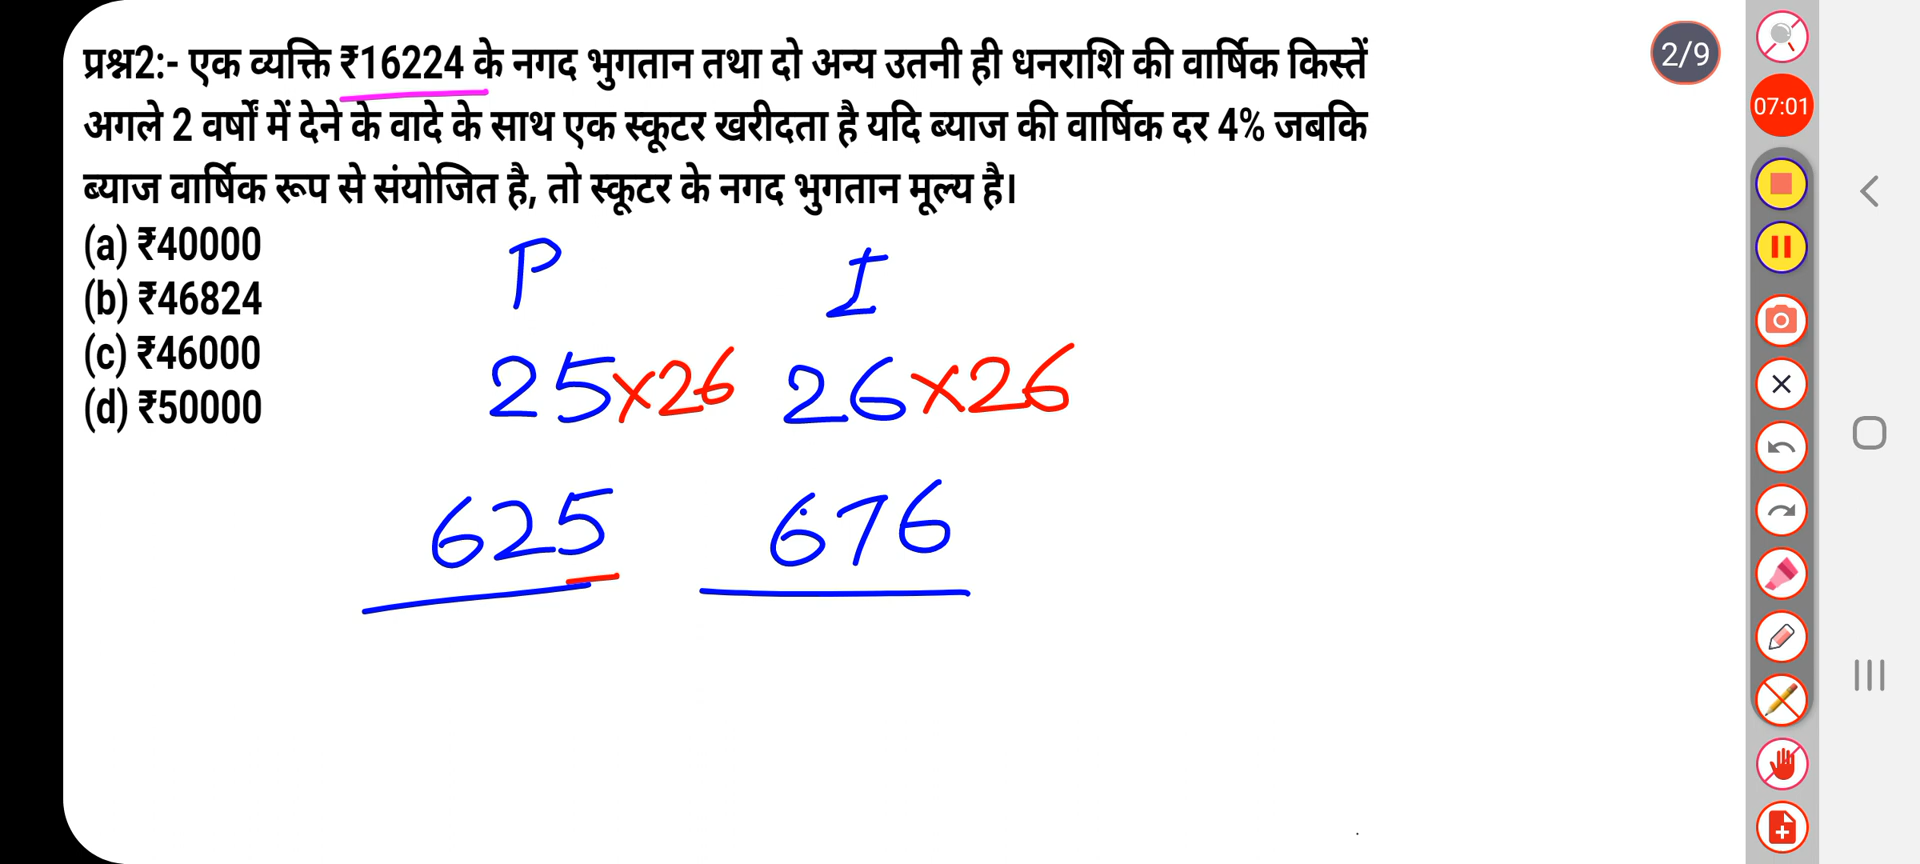 प्रश्न2:- एक व्यक्ति ₹16224 के नगद भुगतान तथा दो अन्य उतनी ही धनराशि की वार्षिक किस्तें
अगले 2 वर्षों में देने के वादे के साथ एक स्कूटर खरीदता है यदि ब्याज की वार्षिक दर 4% जबकि
ब्याज वार्षिक रूप से संयोजित है, तो स्कूटर के नगद भुगतान मूल्य है।
(a) ₹40000
(b) ₹46824
(c) ₹46000
(d) ₹50000
P I
25×26 26×26
625 676
2/9
07:01